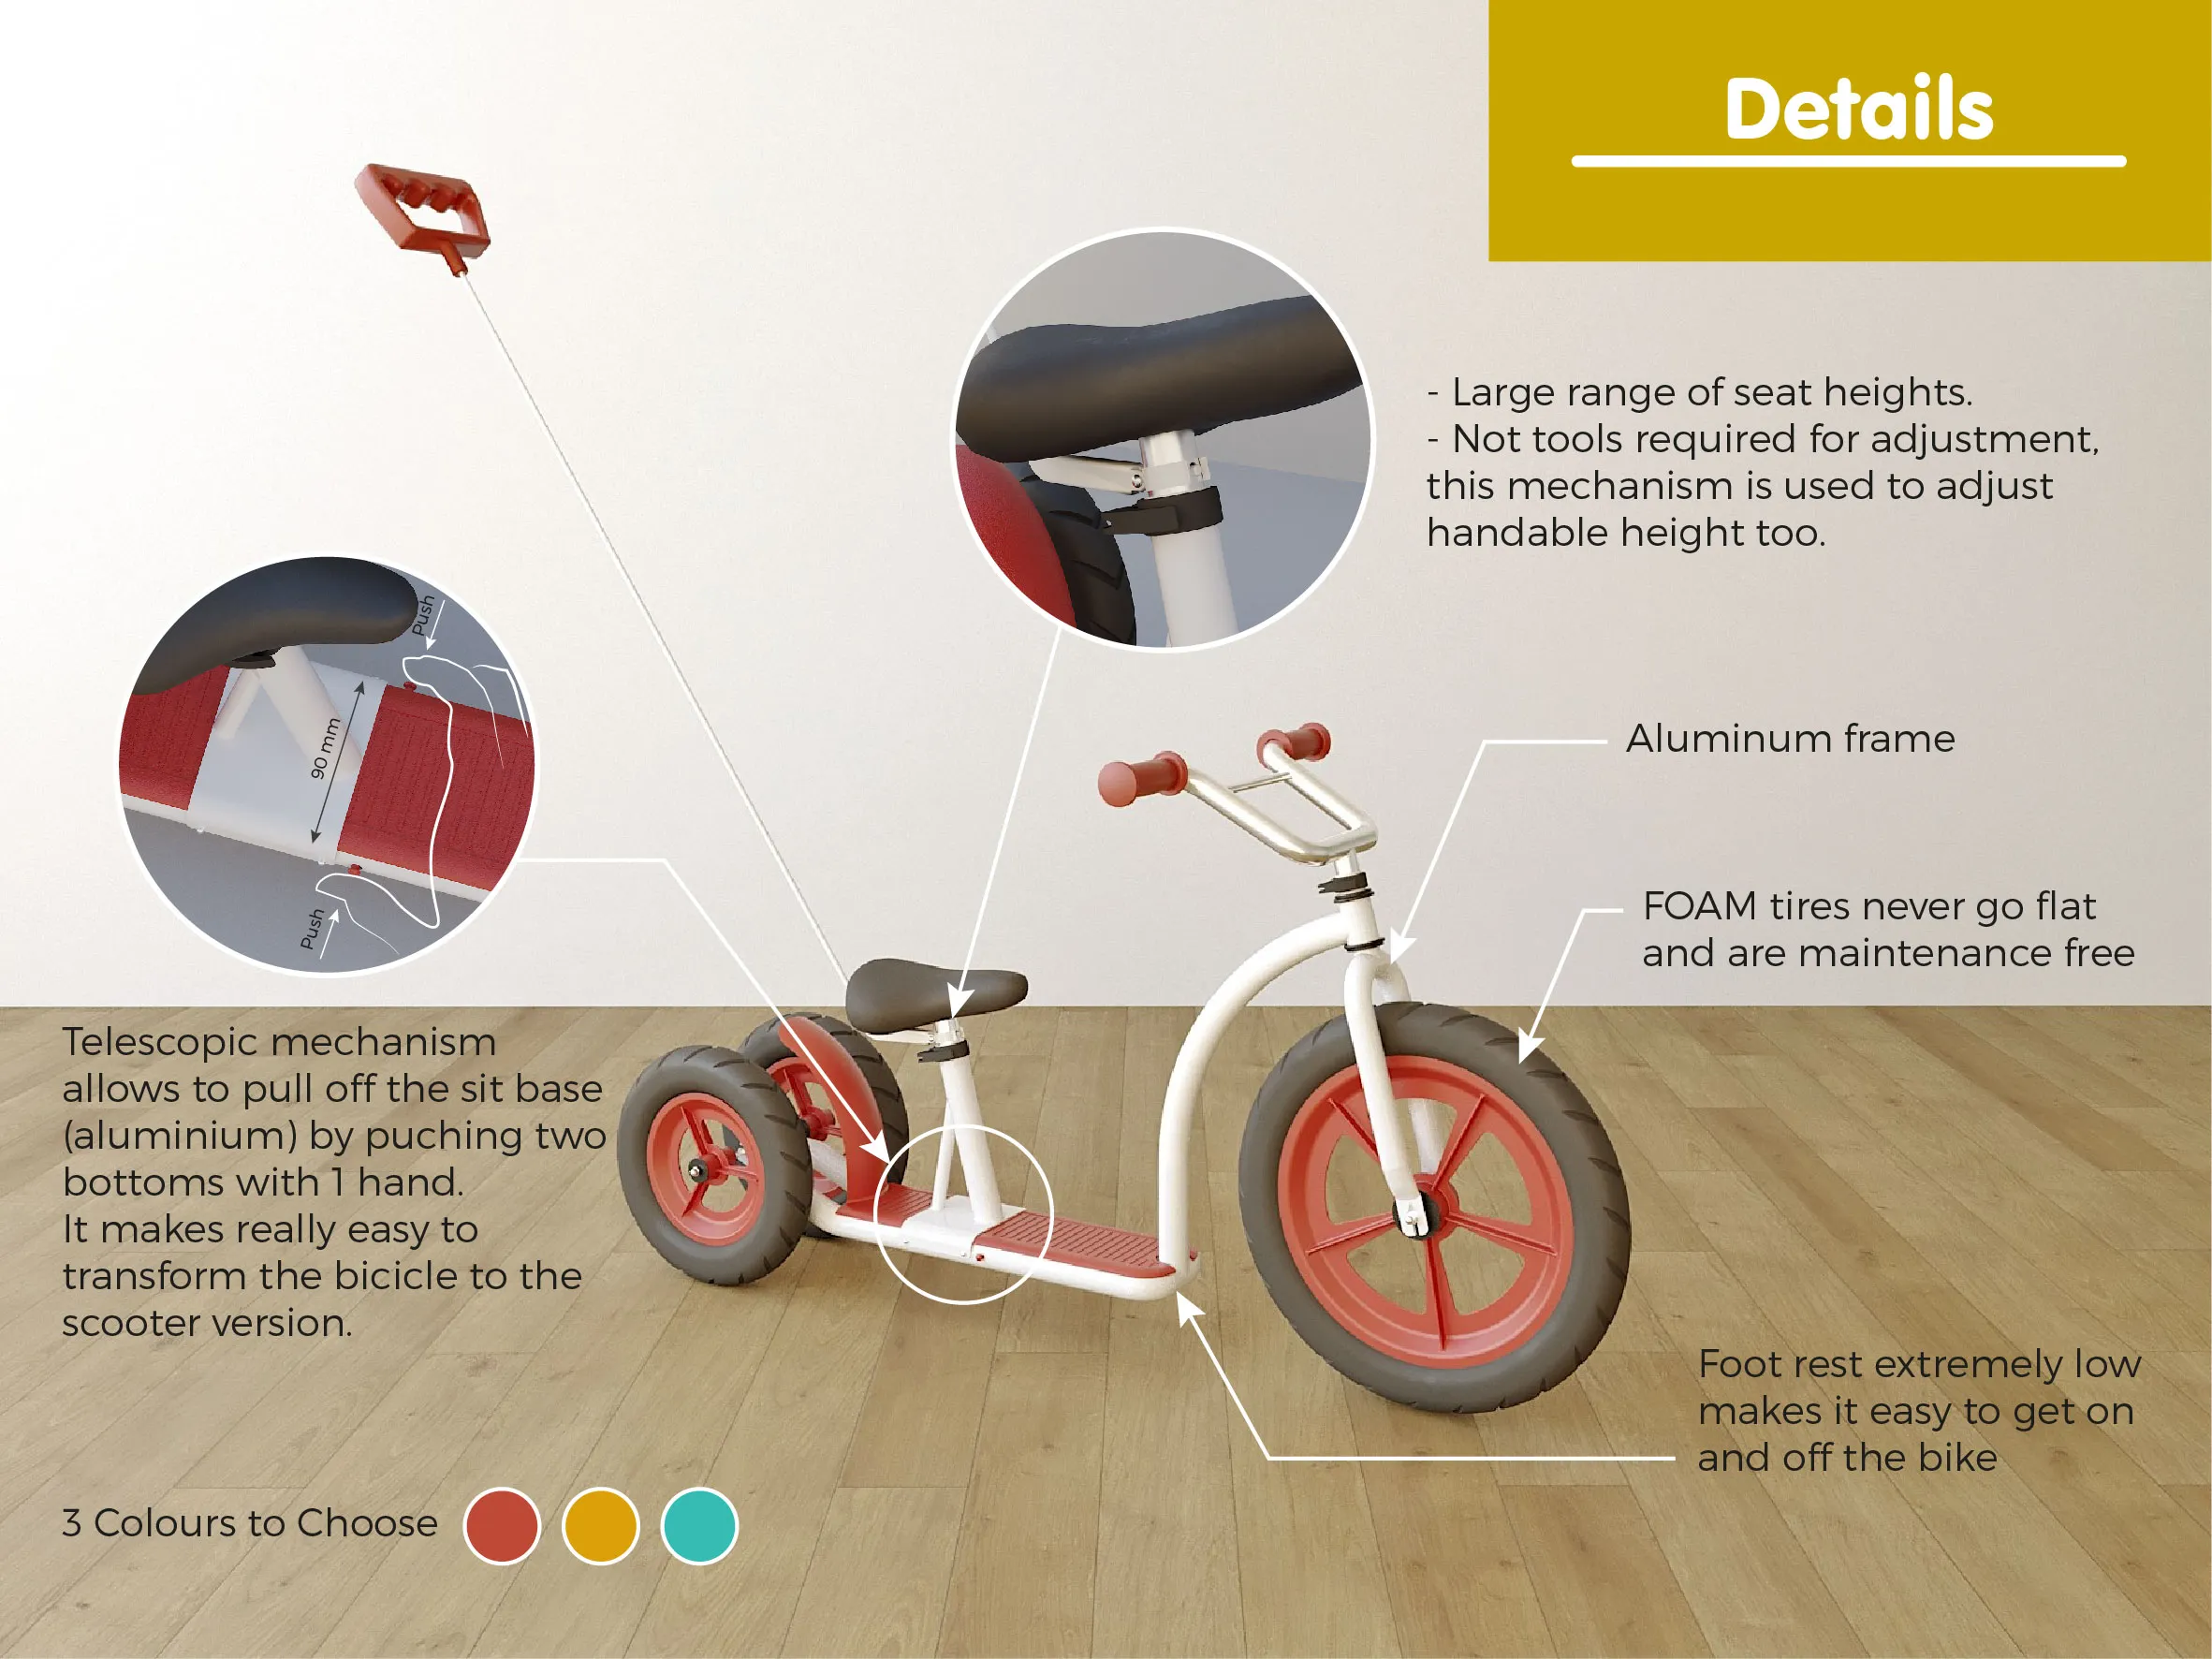 Details
- Large range of seat heights.
- Not tools required for adjustment,
this mechanism is used to adjust
handable height too.
Push
90 mm
Push
Aluminum frame
FOAM tires never go flat
and are maintenance free
Telescopic mechanism
allows to pull off the sit base
(aluminium) by puching two
bottoms with 1 hand.
It makes really easy to
transform the bicicle to the
scooter version.
Foot rest extremely low
makes it easy to get on
and off the bike
3 Colours to Choose